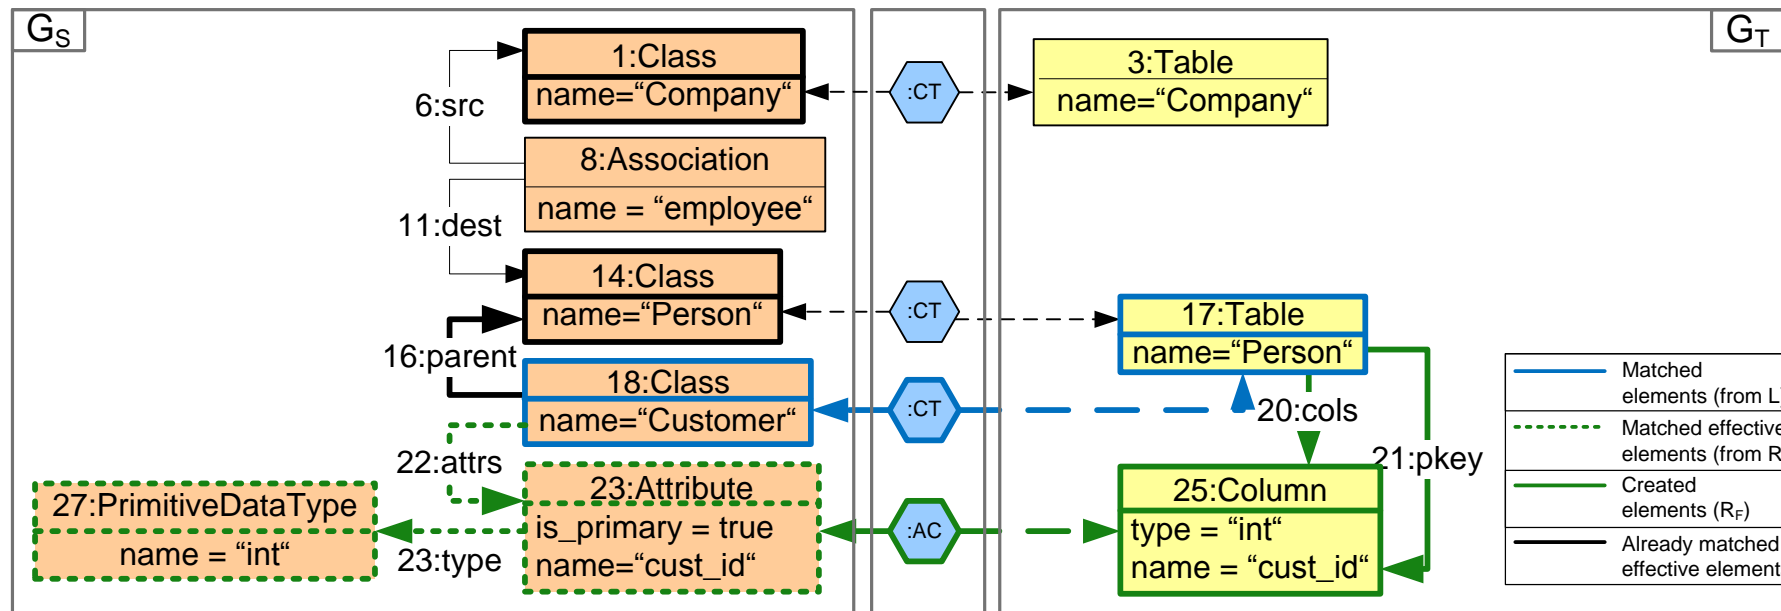 G_S
G_T
1:Class
name=“Company“
6:src
:CT
3:Table
name=“Company“
8:Association
name = “employee“
11:dest
14:Class
name=“Person“
:CT
17:Table
name=“Person“
16:parent
18:Class
name=“Customer“
:CT
20:cols
21:pkey
22:attrs
23:Attribute
is_primary = true
name=“cust_id“
27:PrimitiveDataType
name = “int“
23:type
:AC
25:Column
type = “int“
name = “cust_id“
Matched
elements (from L
Matched effective
elements (from R
Created
elements (R_F)
Already matched
effective element